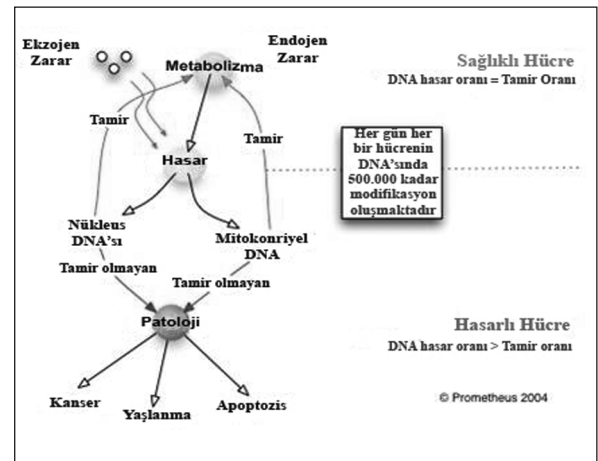 Ekzojen
Zarar
Metabolizma
Endojen
Zarar
Sağlıklı Hücre
DNA hasar oranı = Tamir Oranı
Tamir
Tamir
Hasar
Her gün her
bir hücrenin
DNA'sında
500.000 kadar
modifikasyon
oluşmaktadır
Nükleus
DNA'sı
Mitokonriyel
DNA
Tamir olmayan
Tamir olmayan
Patoloji
Hasarlı Hücre
DNA hasar oranı > Tamir oranı
Kanser
Yaşlanma
Apoptozis
© Prometheus 2004